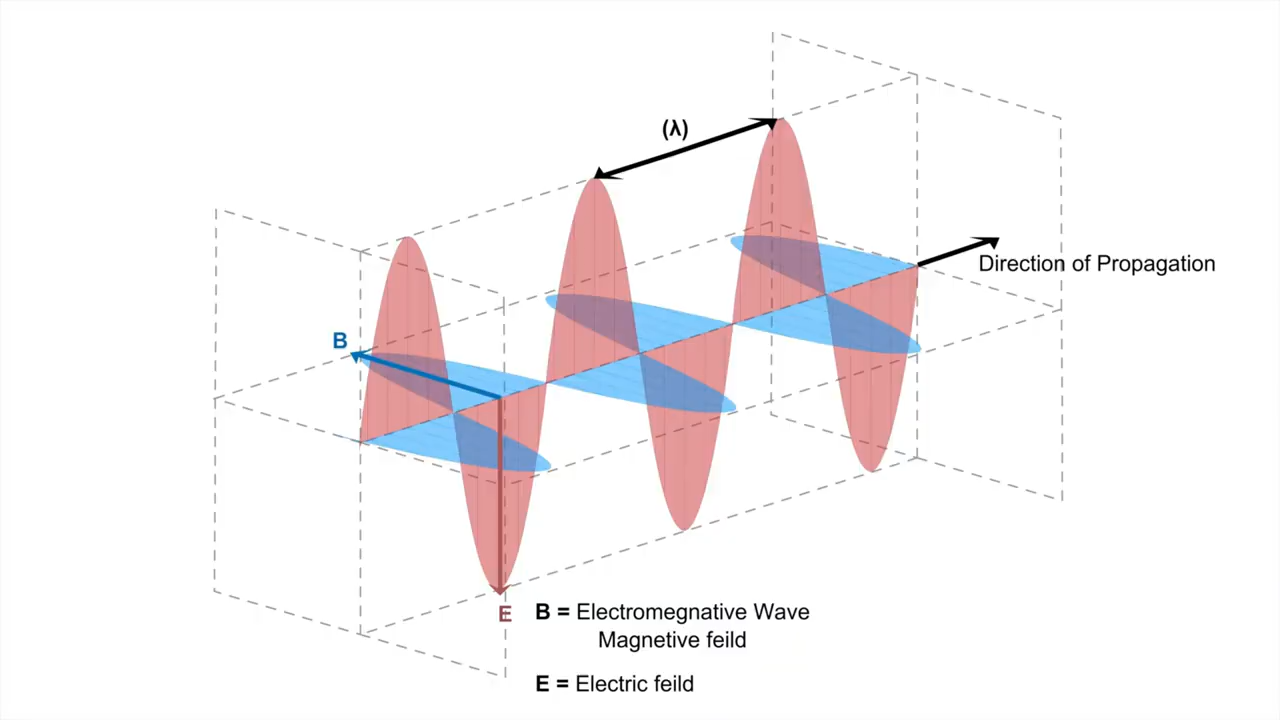 (λ)
Direction of Propagation
B
E
B = Electromegnative Wave
Magnetive feild
E = Electric feild